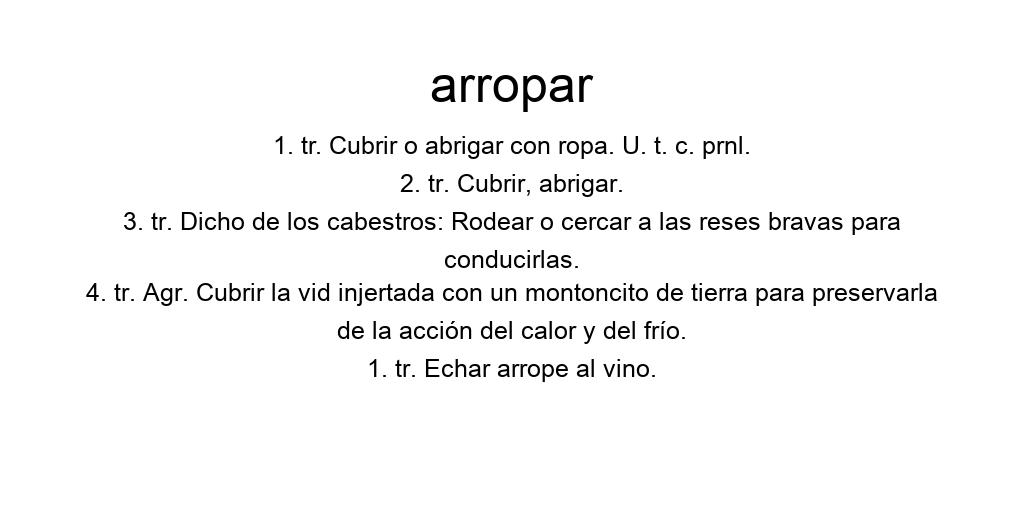 arropar
1. tr. Cubrir o abrigar con ropa. U. t. c. prnl.
2. tr. Cubrir, abrigar.
3. tr. Dicho de los cabestros: Rodear o cercar a las reses bravas para
conducirlas.
4. tr. Agr. Cubrir la vid injertada con un montoncito de tierra para preservarla
de la acción del calor y del frío.
1. tr. Echar arrope al vino.